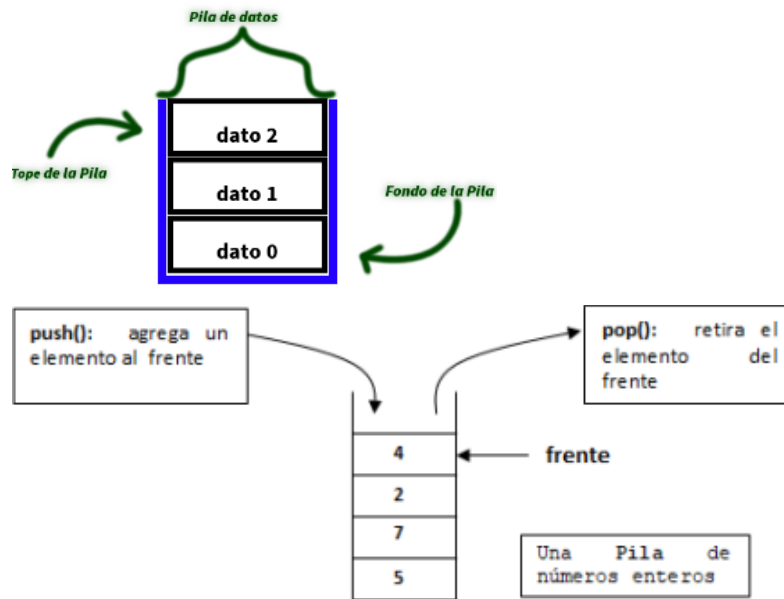 Pila de datos
dato 2
Tope de la Pila
dato 1
Fondo de la Pila
dato 0
push(): agrega un
elemento al frente
pop(): retira el
elemento del
frente
4
frente
2
7
5
Una Pila de
números enteros